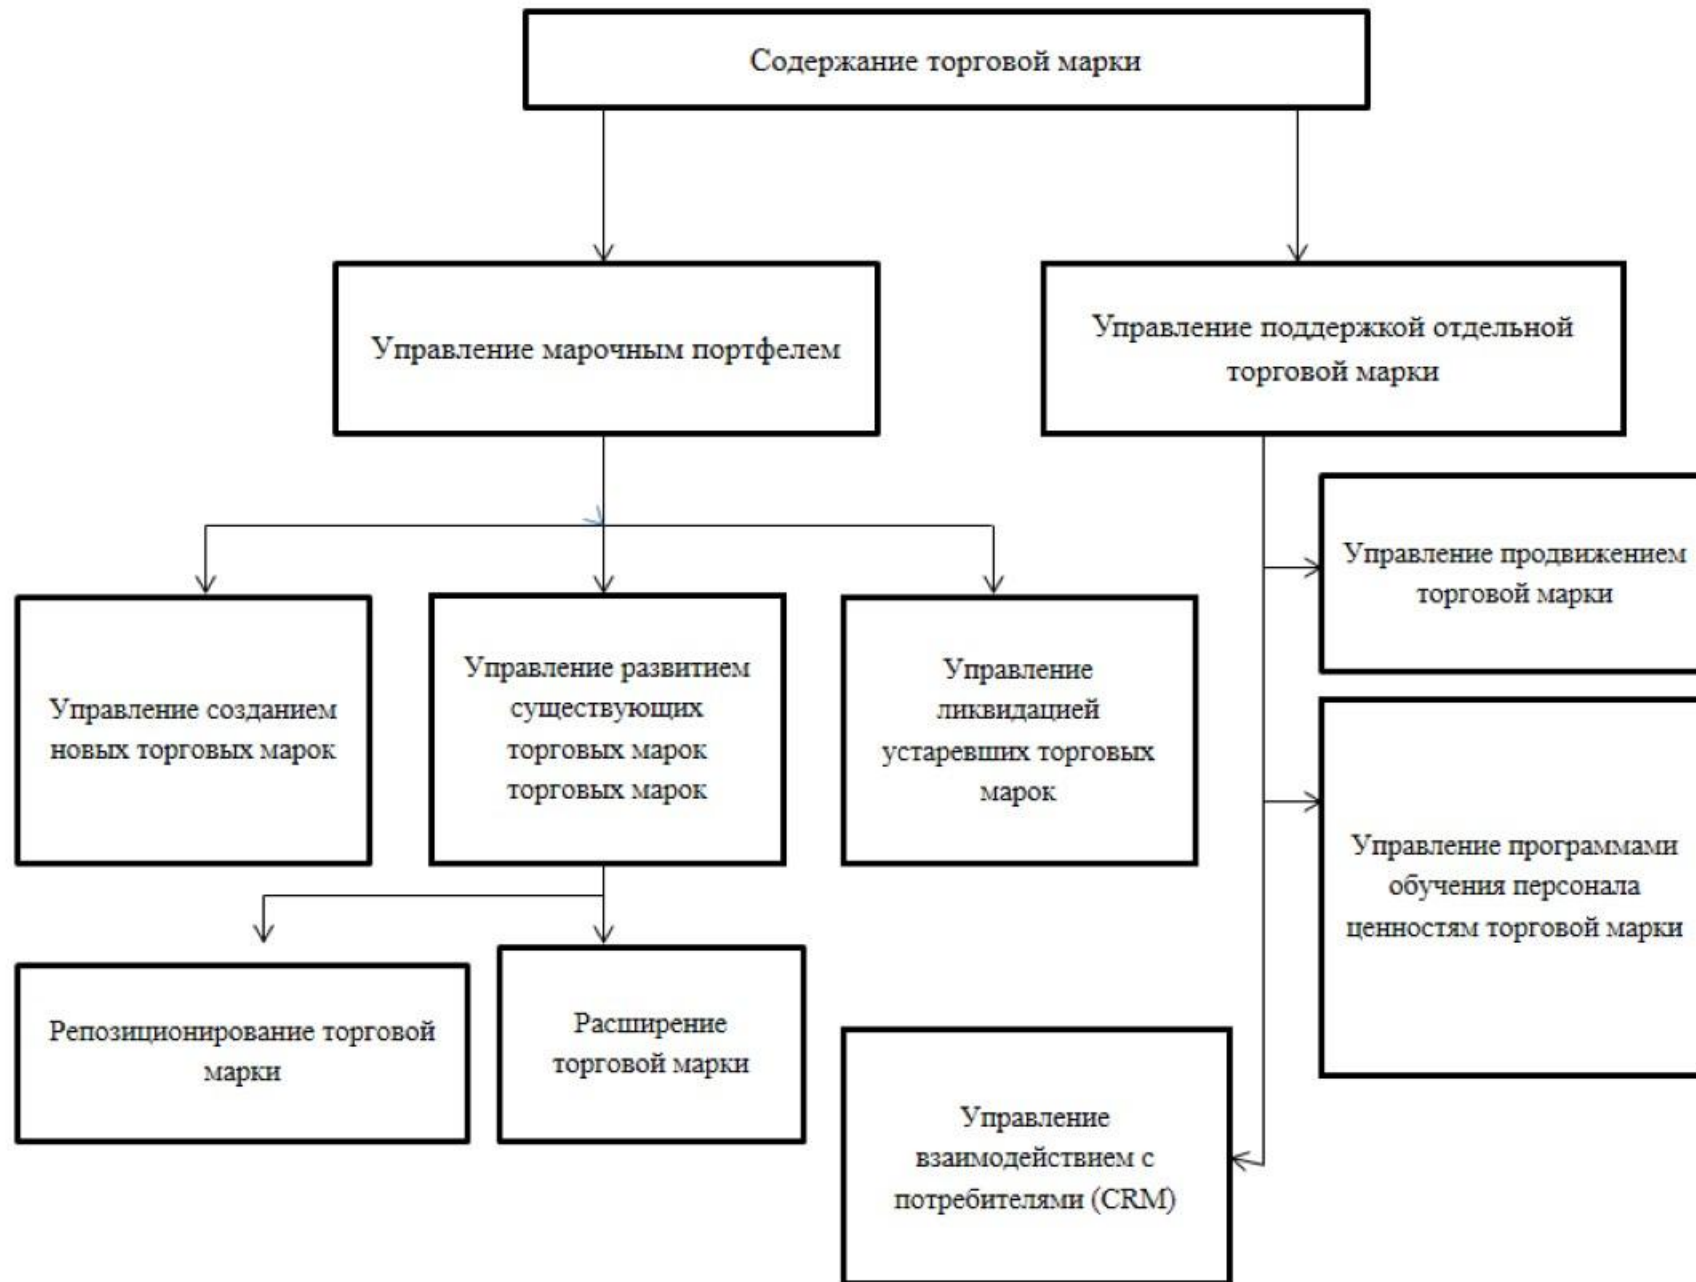 Содержание торговой марки
Управление марочным портфелем
Управление поддержкой отдельной
торговой марки
Управление продвижением
торговой марки
Управление созданием
новых торговых марок
Управление развитием
существующих
торговых марок
торговых марок
Управление
ликвидацией
устаревших торговых
марок
Управление программами
обучения персонала
ценностям торговой марки
Репозиционирование торговой
марки
Расширение
торговой марки
Управление
взаимодействием с
потребителями (CRM)